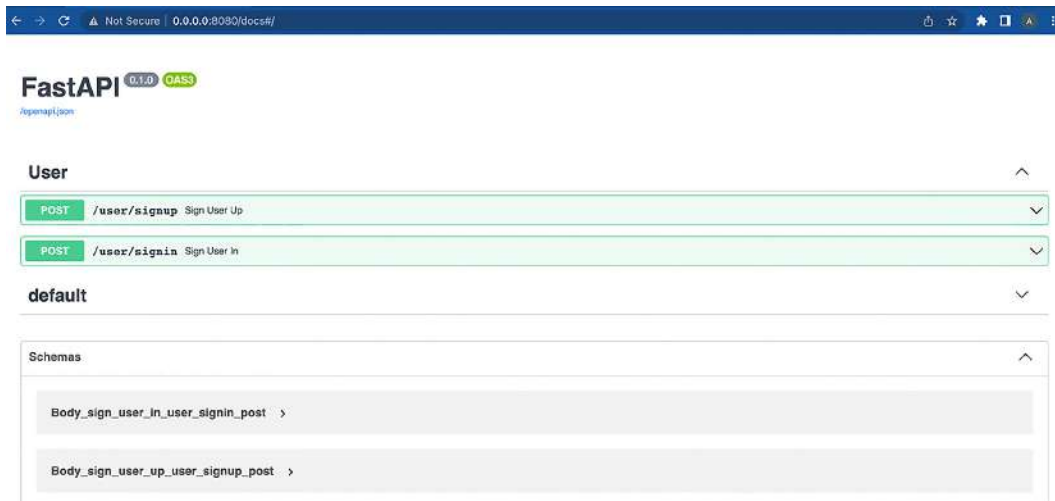 Not Secure | 0.0.0.0:8080/docs#/
A
FastAPI 0.1.0 OAS3
/openapi.json
User
POST /user/signup Sign User Up
POST /user/signin Sign User In
default
Schemas
Body_sign_user_in_user_signin_post
Body_sign_user_up_user_signup_post